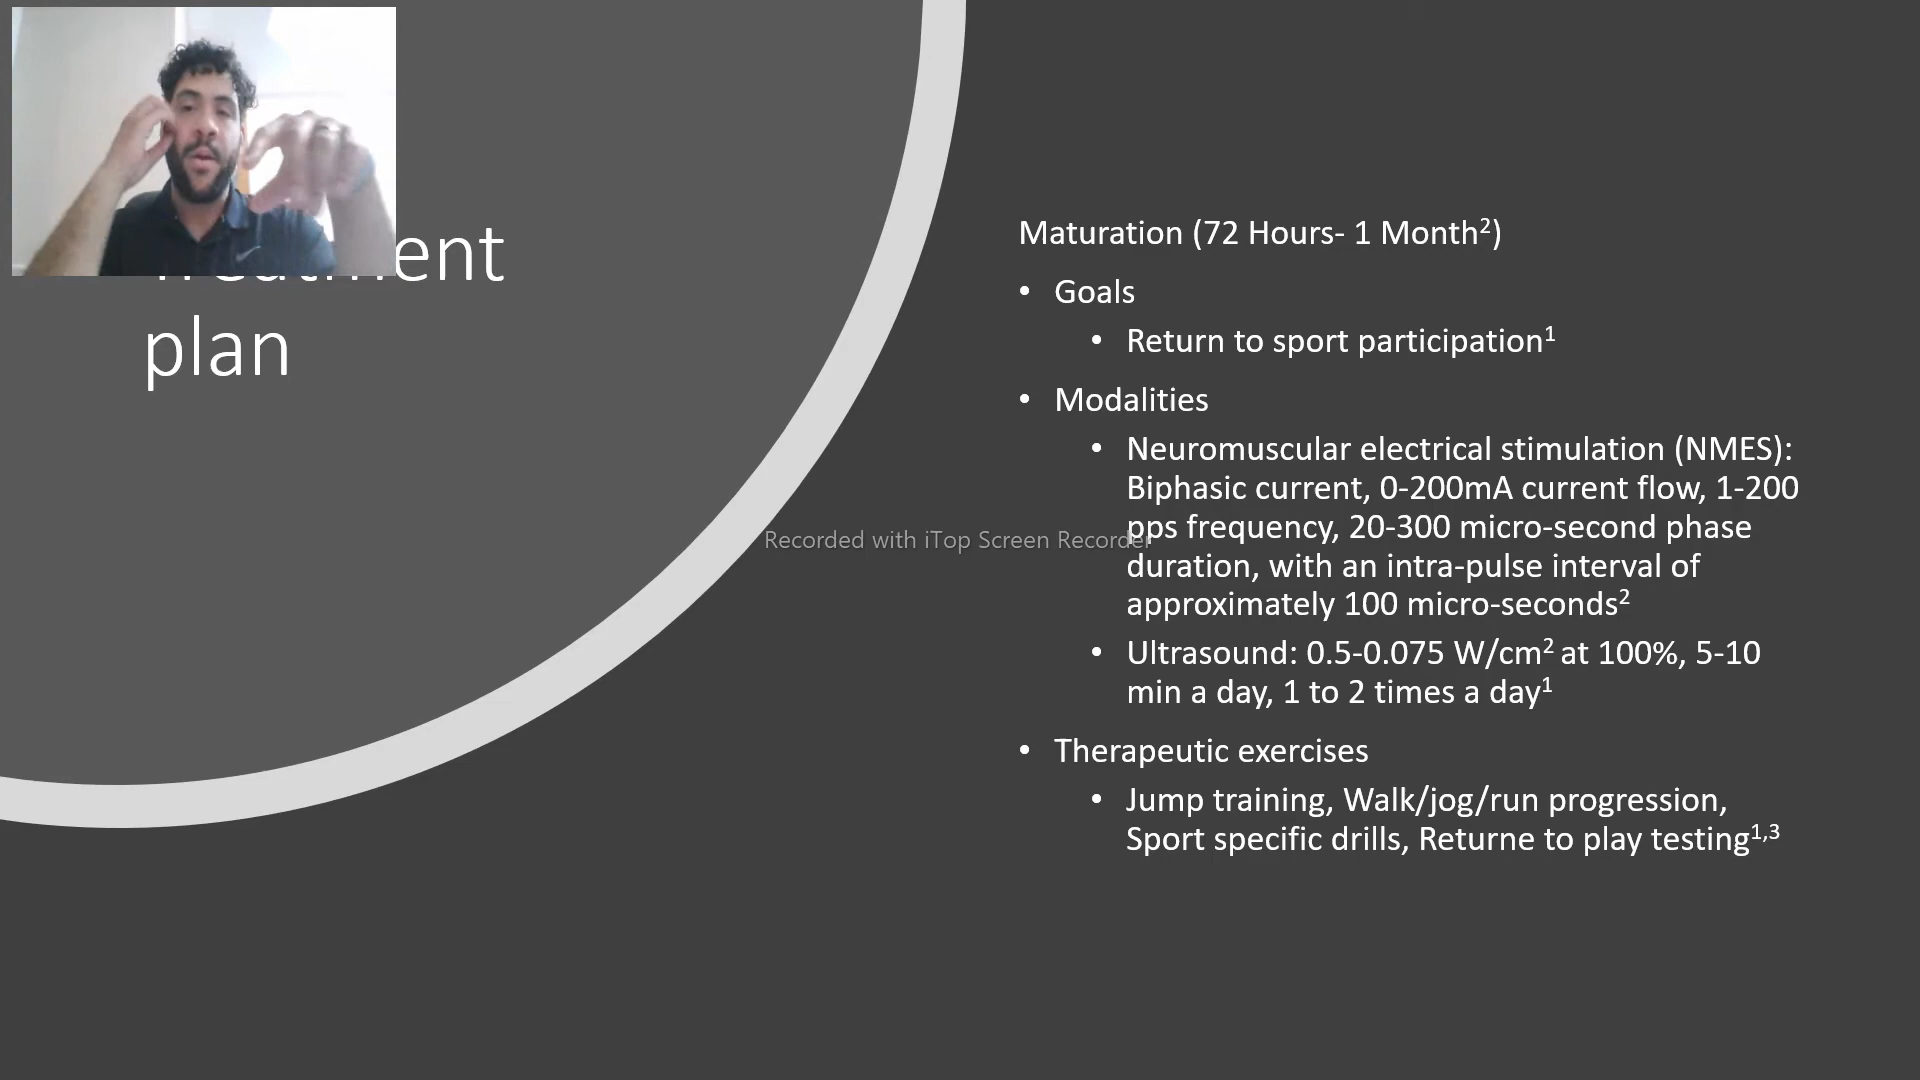 Treatment
plan
Maturation (72 Hours- 1 Month²)
• Goals
• Return to sport participation¹
• Modalities
• Neuromuscular electrical stimulation (NMES):
Biphasic current, 0-200mA current flow, 1-200
pps frequency, 20-300 micro-second phase
duration, with an intra-pulse interval of
approximately 100 micro-seconds²
• Ultrasound: 0.5-0.075 W/cm² at 100%, 5-10
min a day, 1 to 2 times a day¹
• Therapeutic exercises
• Jump training, Walk/jog/run progression,
Sport specific drills, Returne to play testing¹,³
Recorded with iTop Screen Recorder